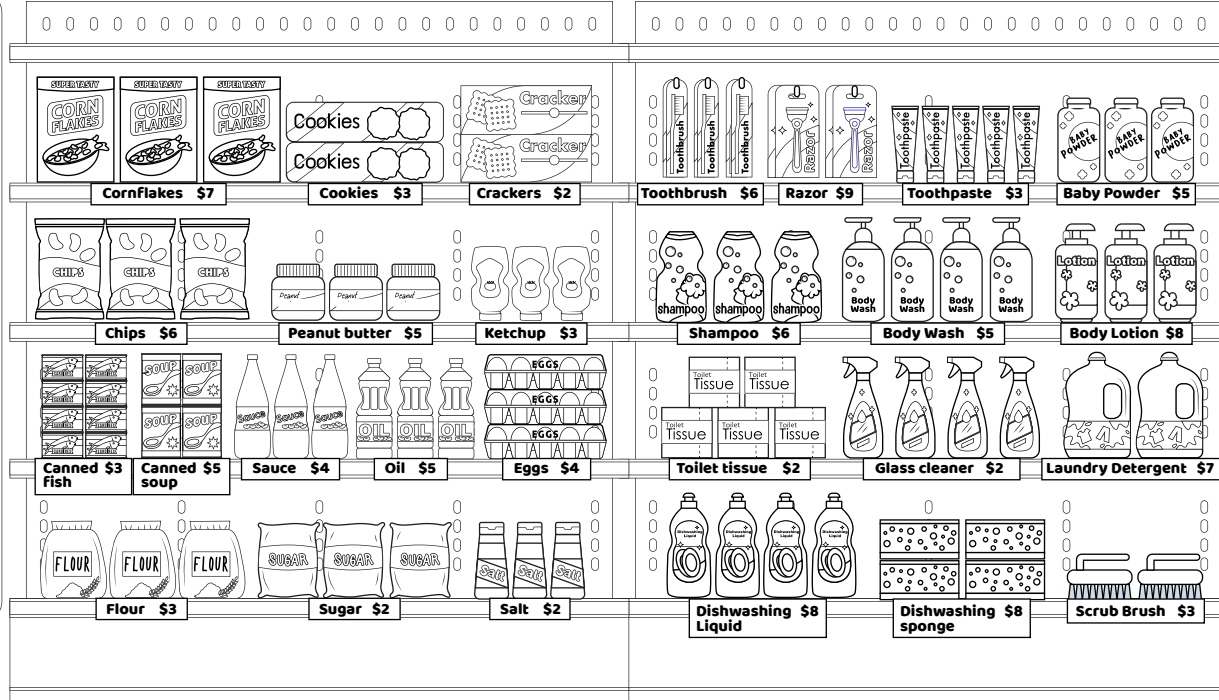 SUPER TASTY
CORN
FLAKES
SUPER TASTY
CORN
FLAKES
SUPER TASTY
CORN
FLAKES
Cookies
Cookies
Cracker
Cracker
Cornflakes $7
Cookies $3
Crackers $2
Toothbrush
Toothbrush
Toothbrush
Razor
Razor
Toothpaste
Toothpaste
Toothpaste
Toothpaste
Toothpaste
BABY
POWDER
BABY
POWDER
BABY
POWDER
Toothbrush $6
Razor $9
Toothpaste $3
Baby Powder $5
CHIPS
CHIPS
CHIPS
Peanut
Peanut
Peanut
Chips $6
Peanut butter $5
Ketchup $3
shampoo
shampoo
shampoo
Body
Wash
Body
Wash
Body
Wash
Body
Wash
Lotion
Lotion
Lotion
Shampoo $6
Body Wash $5
Body Lotion $8
SOUP
SOUP
SOUP
SOUP
Sauce
Sauce
Sauce
OIL
OIL
OIL
EGGS
EGGS
EGGS
Canned $3
fish
Canned $5
soup
Sauce $4
Oil $5
Eggs $4
Toilet
Tissue
Toilet
Tissue
Toilet
Tissue
Toilet
Tissue
Toilet
Tissue
Toilet tissue $2
Glass cleaner $2
Laundry Detergent $7
FLOUR
FLOUR
FLOUR
SUGAR
SUGAR
SUGAR
Salt
Salt
Salt
Flour $3
Sugar $2
Salt $2
Dishwashing
Liquid
Dishwashing
Liquid
Dishwashing
Liquid
Dishwashing
Liquid
Dishwashing $8
Liquid
Dishwashing $8
sponge
Scrub Brush $3